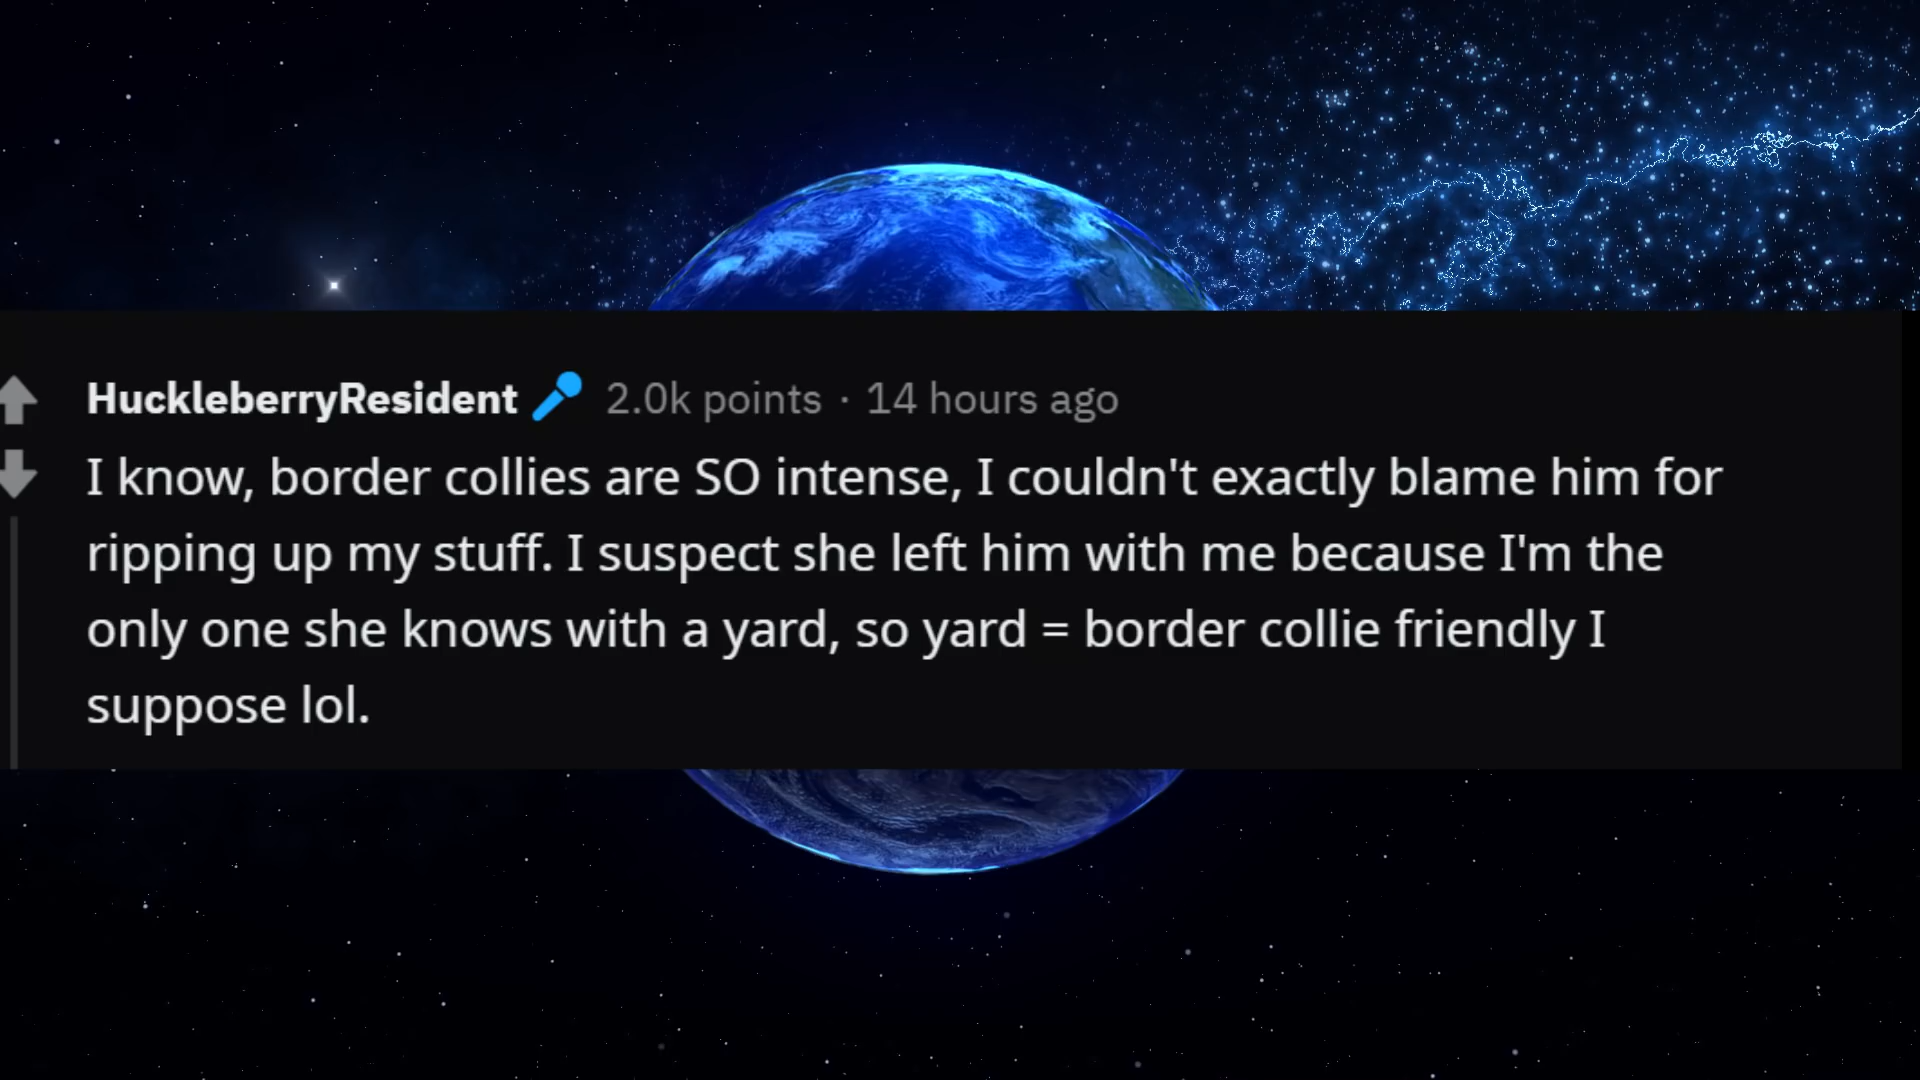 HuckleberryResident 🎤 2.0k points · 14 hours ago
I know, border collies are SO intense, I couldn't exactly blame him for
ripping up my stuff. I suspect she left him with me because I'm the
only one she knows with a yard, so yard = border collie friendly I
suppose lol.